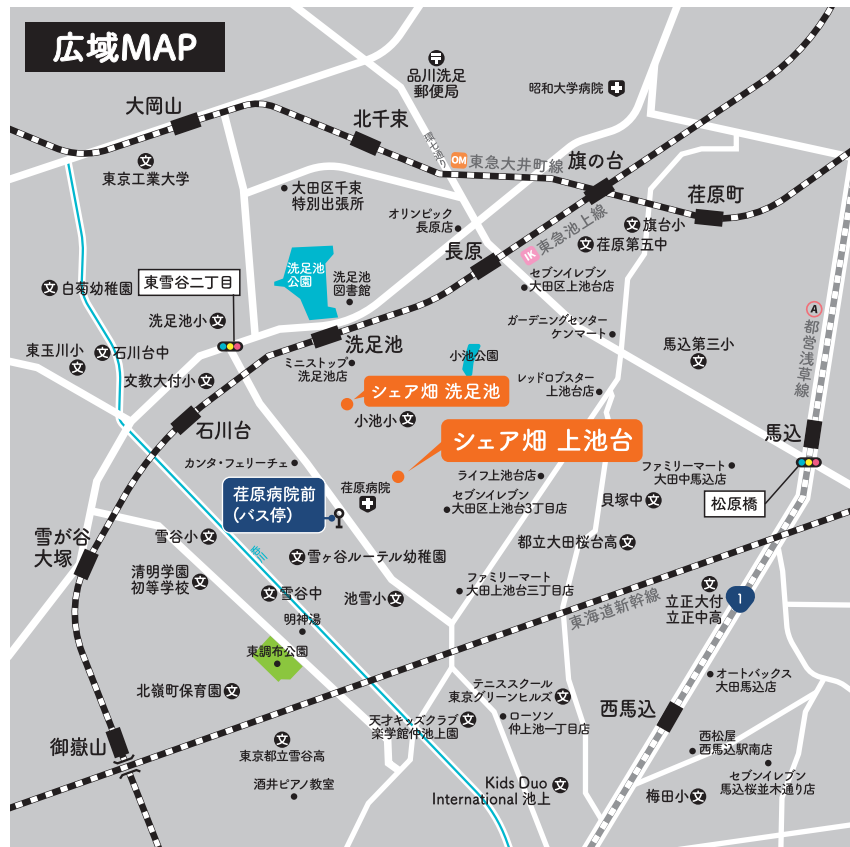 広域MAP
品川洗足
郵便局
昭和大学病院
大岡山
北千束
東京工業大学
OM
東急大井町線
旗の台
荏原町
大田区千束
特別出張所
オリンピック
長原店
IK
東急池上線
旗台小
荏原第五中
長原
洗足池
公園
洗足池
図書館
セブンイレブン
大田区上池台店
白菊幼稚園
東雪谷二丁目
洗足池小
A
都営浅草線
ガーデニングセンター
ケンマート
東玉川小
石川台中
洗足池
小池公園
馬込第三小
ミニストップ
洗足池店
文教大付小
シェア畑 洗足池
レッドロブスター
上池台店
石川台
小池小
シェア畑 上池台
馬込
カンタ・フェリーチェ
荏原病院
ライフ上池台店
ファミリーマート
大田中馬込店
荏原病院前
(バス停)
セブンイレブン
大田区上池台3丁目店
貝塚中
松原橋
雪が谷
大塚
雪谷小
都立大田桜台高
雪ヶ谷ルーテル幼稚園
清明学園
初等学校
雪谷中
池雪小
ファミリーマート
大田上池台三丁目店
東海道新幹線
立正大付
立正中高
1
明神湯
東調布公園
北嶺町保育園
テニススクール
東京グリーンヒルズ
オートバックス
大田馬込店
西馬込
天才キッズクラブ
楽学館仲池上園
ローソン
仲上池一丁目店
御嶽山
東京都立雪谷高
西松屋
西馬込駅南店
酒井ピアノ教室
Kids Duo
International 池上
セブンイレブン
馬込桜並木通り店
梅田小